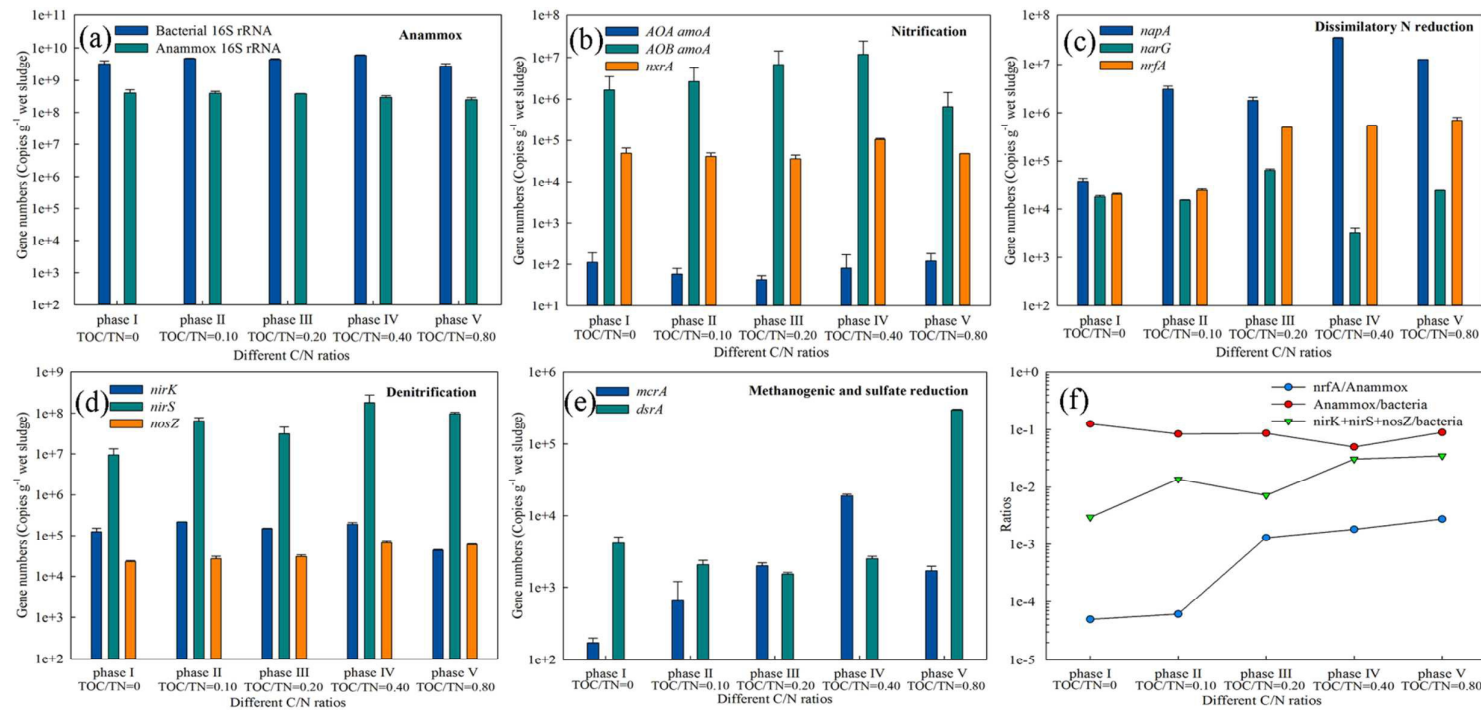 (a)
Bacterial 16S rRNA
Anammox 16S rRNA
Anammox
Gene numbers (Copies g⁻¹ wet sludge)
1e+11
1e+10
1e+9
1e+8
1e+7
1e+6
1e+5
1e+4
1e+3
1e+2
phase I
TOC/TN=0
phase II
TOC/TN=0.10
phase III
TOC/TN=0.20
phase IV
TOC/TN=0.40
phase V
TOC/TN=0.80
Different C/N ratios
(b)
AOA amoA
AOB amoA
nxrA
Nitrification
Gene numbers (Copies g⁻¹ wet sludge)
1e+8
1e+7
1e+6
1e+5
1e+4
1e+3
1e+2
1e+1
phase I
TOC/TN=0
phase II
TOC/TN=0.10
phase III
TOC/TN=0.20
phase IV
TOC/TN=0.40
phase V
TOC/TN=0.80
Different C/N ratios
(c)
napA
narG
nrfA
Dissimilatory N reduction
Gene numbers (Copies g⁻¹ wet sludge)
1e+8
1e+7
1e+6
1e+5
1e+4
1e+3
1e+2
phase I
TOC/TN=0
phase II
TOC/TN=0.10
phase III
TOC/TN=0.20
phase IV
TOC/TN=0.40
phase V
TOC/TN=0.80
Different C/N ratios
(d)
nirK
nirS
nosZ
Denitrification
Gene numbers (Copies g⁻¹ wet sludge)
1e+9
1e+8
1e+7
1e+6
1e+5
1e+4
1e+3
1e+2
phase I
TOC/TN=0
phase II
TOC/TN=0.10
phase III
TOC/TN=0.20
phase IV
TOC/TN=0.40
phase V
TOC/TN=0.80
Different C/N ratios
(e)
mcrA
dsrA
Methanogenic and sulfate reduction
Gene numbers (Copies g⁻¹ wet sludge)
1e+6
1e+5
1e+4
1e+3
1e+2
phase I
TOC/TN=0
phase II
TOC/TN=0.10
phase III
TOC/TN=0.20
phase IV
TOC/TN=0.40
phase V
TOC/TN=0.80
Different C/N ratios
(f)
nrfA/Anammox
Anammox/bacteria
nirK+nirS+nosZ/bacteria
Ratios
1e+0
1e-1
1e-2
1e-3
1e-4
1e-5
phase I
TOC/TN=0
phase II
TOC/TN=0.10
phase III
TOC/TN=0.20
phase IV
TOC/TN=0.40
phase V
TOC/TN=0.80
Different C/N ratios